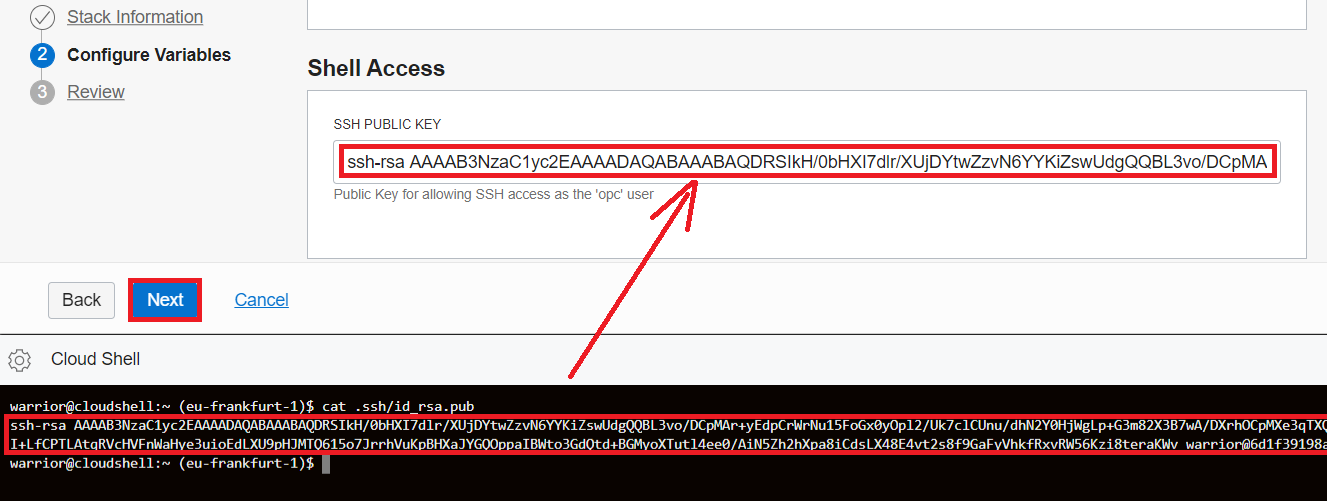 Stack Information
2 Configure Variables
3 Review
Shell Access
SSH PUBLIC KEY
ssh-rsa AAAAB3NzaC1yc2EAAAADAQABAAABAQDRSIkH/0bHXI7dlr/XUjDYtwZzvN6YYKiZswUdgQQBL3vo/DCpMA
Public Key for allowing SSH access as the 'opc' user
Back Next Cancel
Cloud Shell
warrior@cloudshell:~ (eu-frankfurt-1)$ cat .ssh/id_rsa.pub
ssh-rsa AAAAB3NzaC1yc2EAAAADAQABAAABAQDRSIkH/0bHXI7dlr/XUjDYtwZzvN6YYKiZswUdgQQBL3vo/DCpMAr+yEdpCrWrNu15FoGx0yOpl2/Uk7clCUnu/dhN2Y0HjWgLp+G3m82X3B7wA/DXrhOCpMXe3qTXQ
I+LfCPTLAtqRVcHVFnWaHye3uioEdLXU9pHJMTQ615o7JrrhVuKpBHXaJYGQOppaIBWto3GdQtd+BGMyoXTutl4ee0/AiN5Zh2hXpa8iCdsLX48E4vt2s8f9GaFyVhkfRxvRW56Kzi8teraKWv warrior@6d1f39198a
warrior@cloudshell:~ (eu-frankfurt-1)$